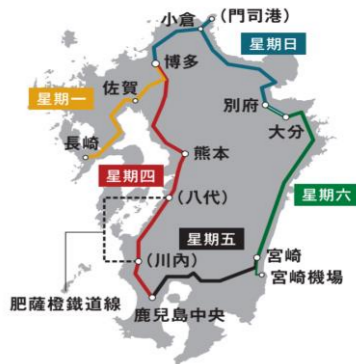 小倉
(門司港)
博多
星期日
佐賀
星期一
別府
大分
長崎
熊本
星期四
(八代)
星期六
星期五
宮崎
(川內)
宮崎機場
肥薩橙鐵道線
鹿兒島中央